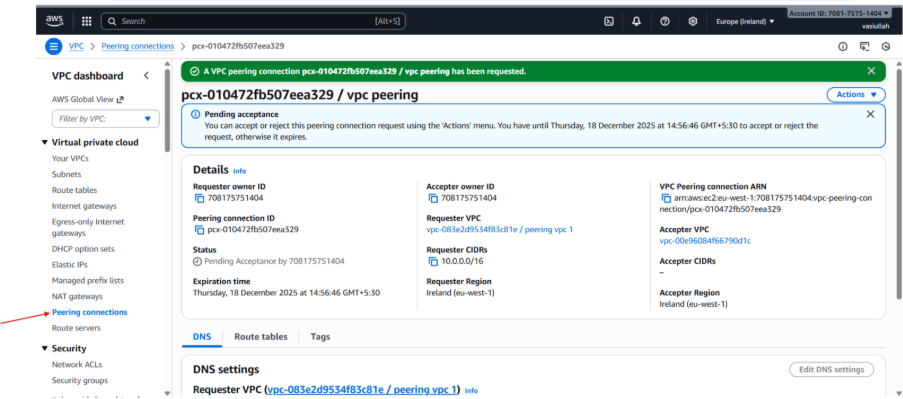 aws
Search
[Alt+S]
Europe (Ireland) ▼
Account ID: 7081-7575-1404 ▼
vasiullah
VPC > Peering connections > pcx-010472fb507eea329
VPC dashboard
AWS Global View
Filter by VPC:
▼ Virtual private cloud
Your VPCs
Subnets
Route tables
Internet gateways
Egress-only Internet
gateways
DHCP option sets
Elastic IPs
Managed prefix lists
NAT gateways
Peering connections
Route servers
▼ Security
Network ACLs
Security groups
A VPC peering connection pcx-010472fb507eea329 / vpc peering has been requested.
pcx-010472fb507eea329 / vpc peering
Actions ▼
Pending acceptance
You can accept or reject this peering connection request using the 'Actions' menu. You have until Thursday, 18 December 2025 at 14:56:46 GMT+5:30 to accept or reject the
request, otherwise it expires.
Details Info
Requester owner ID
708175751404
Peering connection ID
pcx-010472fb507eea329
Status
Pending Acceptance by 708175751404
Expiration time
Thursday, 18 December 2025 at 14:56:46 GMT+5:30
Accepter owner ID
708175751404
Requester VPC
vpc-083e2d9534f83c81e / peering vpc 1
Requester CIDRs
10.0.0.0/16
Requester Region
Ireland (eu-west-1)
VPC Peering connection ARN
arn:aws:ec2:eu-west-1:708175751404:vpc-peering-con
nection/pcx-010472fb507eea329
Accepter VPC
vpc-00e96084f66790d1c
Accepter CIDRs
–
Accepter Region
Ireland (eu-west-1)
DNS
Route tables
Tags
DNS settings
Edit DNS settings
Requester VPC (vpc-083e2d9534f83c81e / peering vpc 1) Info